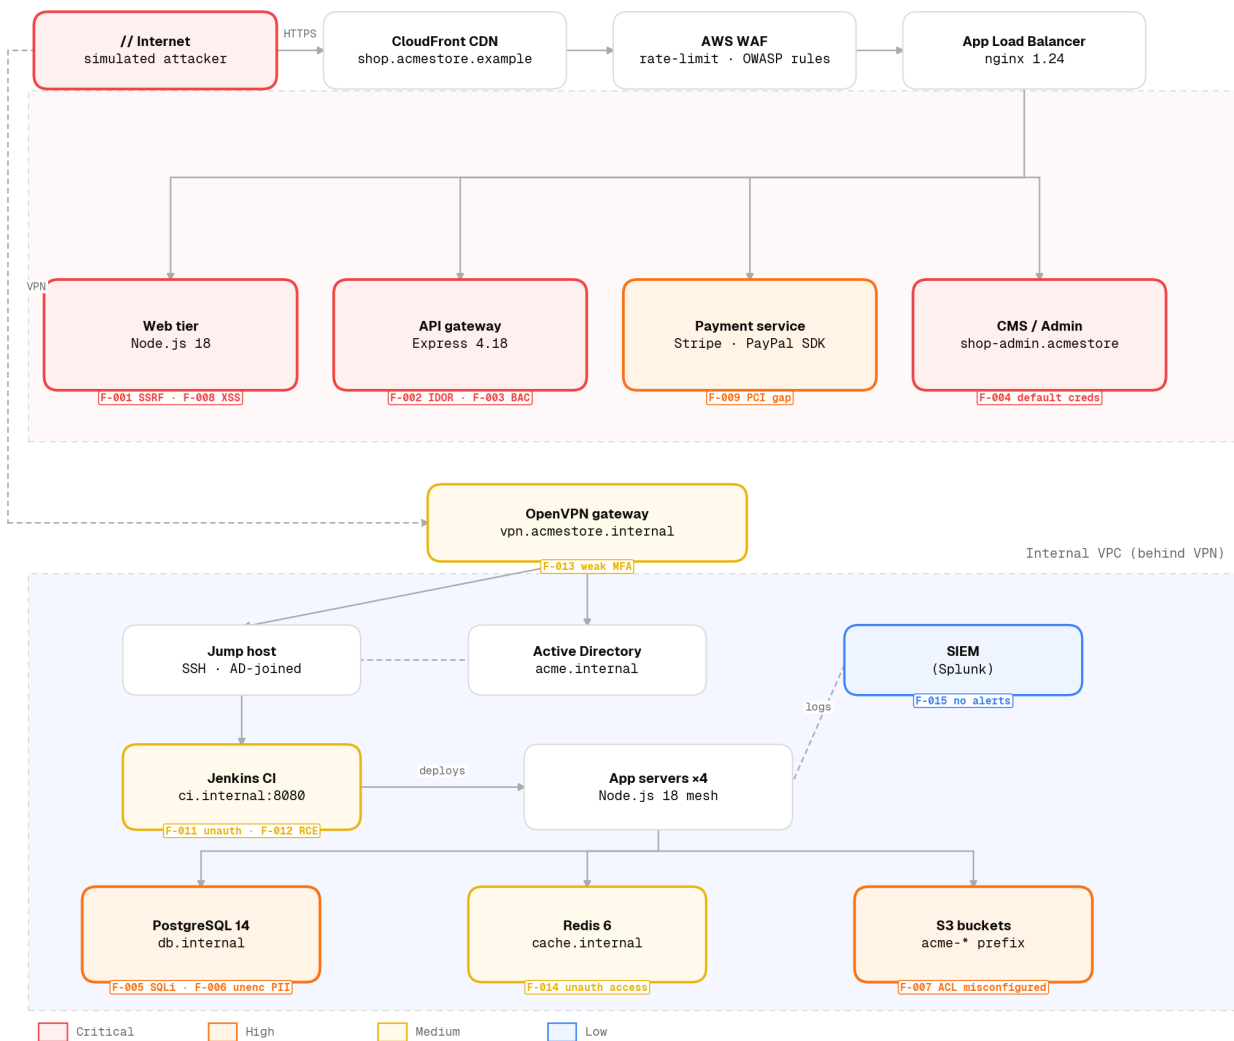 // Internet
simulated attacker
HTTPS
CloudFront CDN
shop.acmestore.example
AWS WAF
rate-limit · OWASP rules
App Load Balancer
nginx 1.24
VPN
Web tier
Node.js 18
F-001 SSRF · F-008 XSS
API gateway
Express 4.18
F-002 IDOR · F-003 BAC
Payment service
Stripe · PayPal SDK
F-009 PCI gap
CMS / Admin
shop-admin.acmestore
F-004 default creds
OpenVPN gateway
vpn.acmestore.internal
F-013 weak MFA
Internal VPC (behind VPN)
Jump host
SSH · AD-joined
Active Directory
acme.internal
SIEM
(Splunk)
F-015 no alerts
logs
Jenkins CI
ci.internal:8080
F-011 unauth · F-012 RCE
deploys
App servers ×4
Node.js 18 mesh
PostgreSQL 14
db.internal
F-005 SQLi · F-006 unenc PII
Redis 6
cache.internal
F-014 unauth access
S3 buckets
acme-* prefix
F-007 ACL misconfigured
Critical
High
Medium
Low